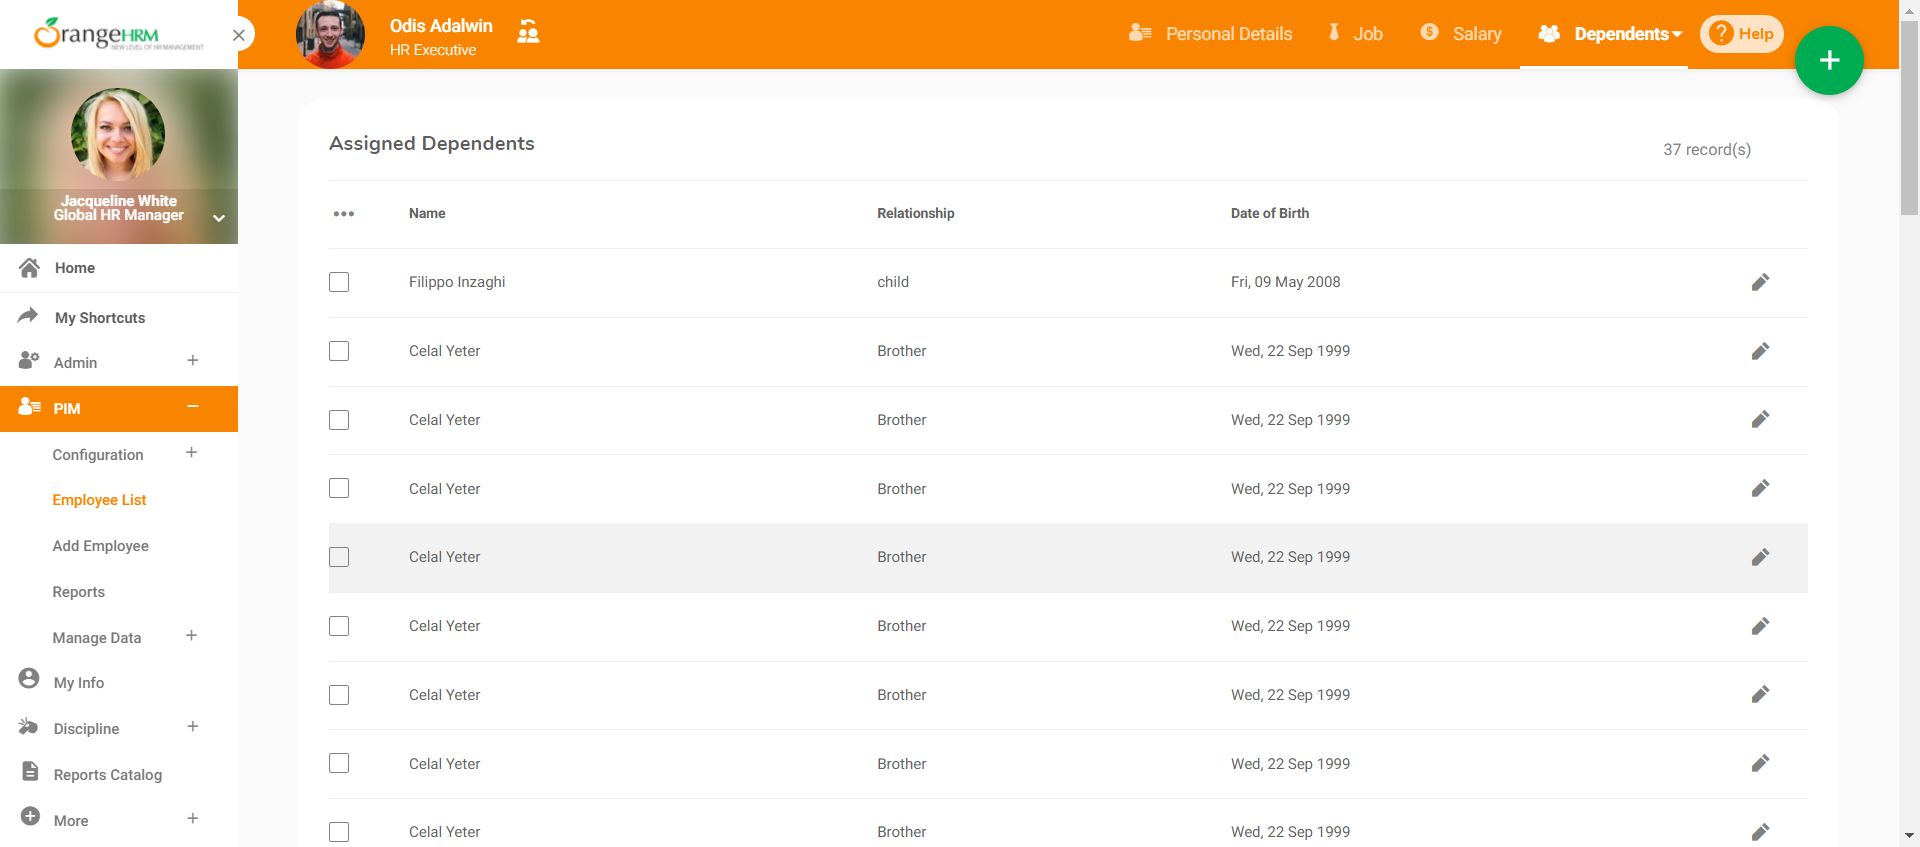 OrangeHRM
NEW LEVEL OF HR MANAGEMENT
Odis Adalwin
HR Executive
Personal Details
Job
Salary
Dependents
Help
Jacqueline White
Global HR Manager
Home
My Shortcuts
Admin
PIM
Configuration
Employee List
Add Employee
Reports
Manage Data
My Info
Discipline
Reports Catalog
More
Assigned Dependents
37 record(s)
Name Relationship Date of Birth
Filippo Inzaghi child Fri, 09 May 2008
Celal Yeter Brother Wed, 22 Sep 1999
Celal Yeter Brother Wed, 22 Sep 1999
Celal Yeter Brother Wed, 22 Sep 1999
Celal Yeter Brother Wed, 22 Sep 1999
Celal Yeter Brother Wed, 22 Sep 1999
Celal Yeter Brother Wed, 22 Sep 1999
Celal Yeter Brother Wed, 22 Sep 1999
Celal Yeter Brother Wed, 22 Sep 1999